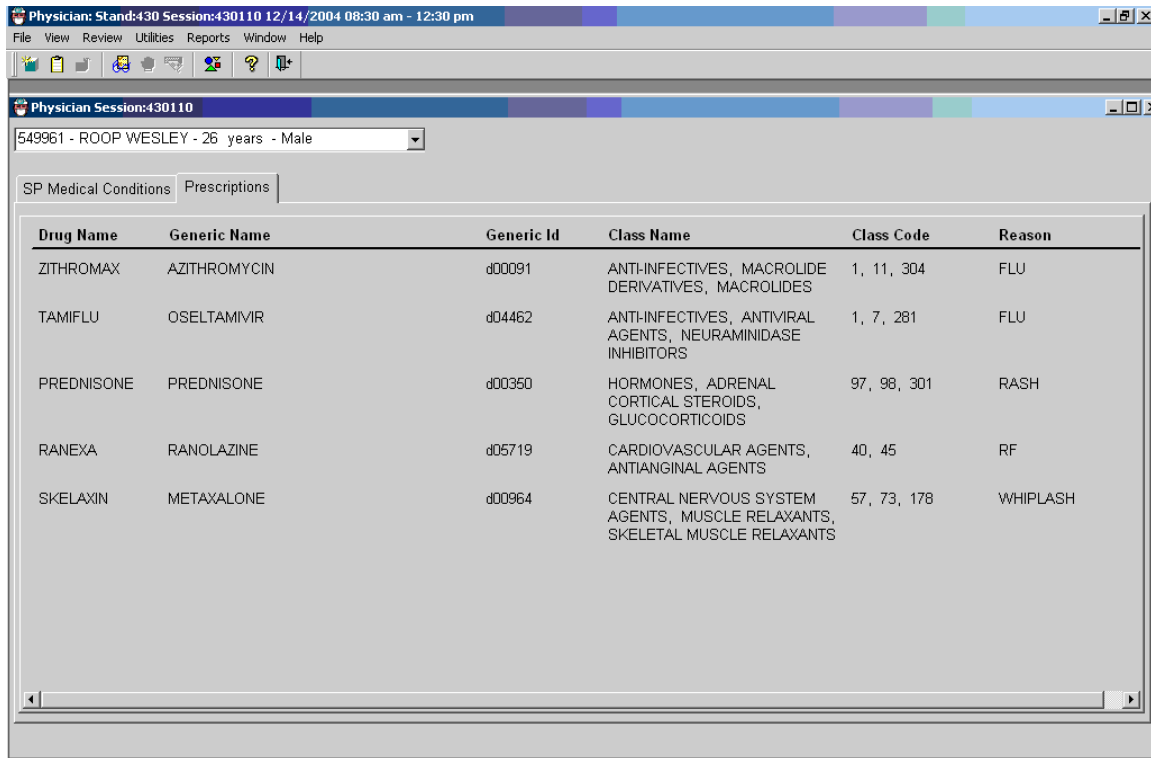 Physician: Stand:430 Session:430110 12/14/2004 08:30 am - 12:30 pm
File View Review Utilities Reports Window Help
Physician Session:430110
549961 - ROOP WESLEY - 26 years - Male
SP Medical Conditions Prescriptions
Drug Name Generic Name Generic Id Class Name Class Code Reason
ZITHROMAX AZITHROMYCIN d00091 ANTI-INFECTIVES, MACROLIDE 1, 11, 304 FLU
DERIVATIVES, MACROLIDES
TAMIFLU OSELTAMIVIR d04462 ANTI-INFECTIVES, ANTIVIRAL 1, 7, 281 FLU
AGENTS, NEURAMINIDASE
INHIBITORS
PREDNISONE PREDNISONE d00350 HORMONES, ADRENAL 97, 98, 301 RASH
CORTICAL STEROIDS,
GLUCOCORTICOIDS
RANEXA RANOLAZINE d05719 CARDIOVASCULAR AGENTS, 40, 45 RF
ANTIANGINAL AGENTS
SKELAXIN METAXALONE d00964 CENTRAL NERVOUS SYSTEM 57, 73, 178 WHIPLASH
AGENTS, MUSCLE RELAXANTS,
SKELETAL MUSCLE RELAXANTS